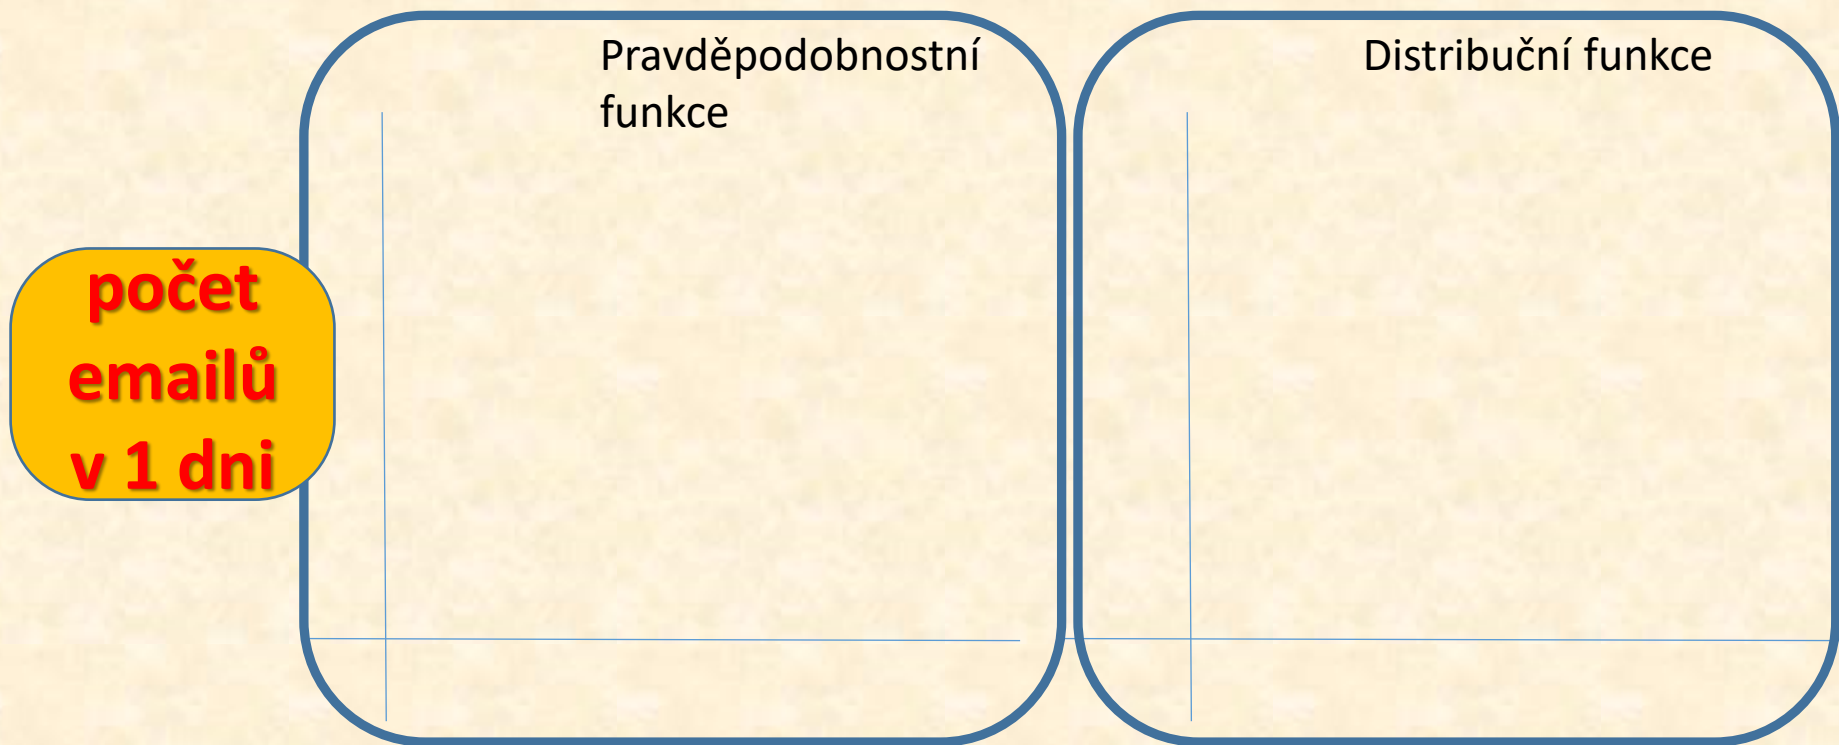 Pravděpodobnostní
funkce
Distribuční funkce
počet
emailů
v 1 dni